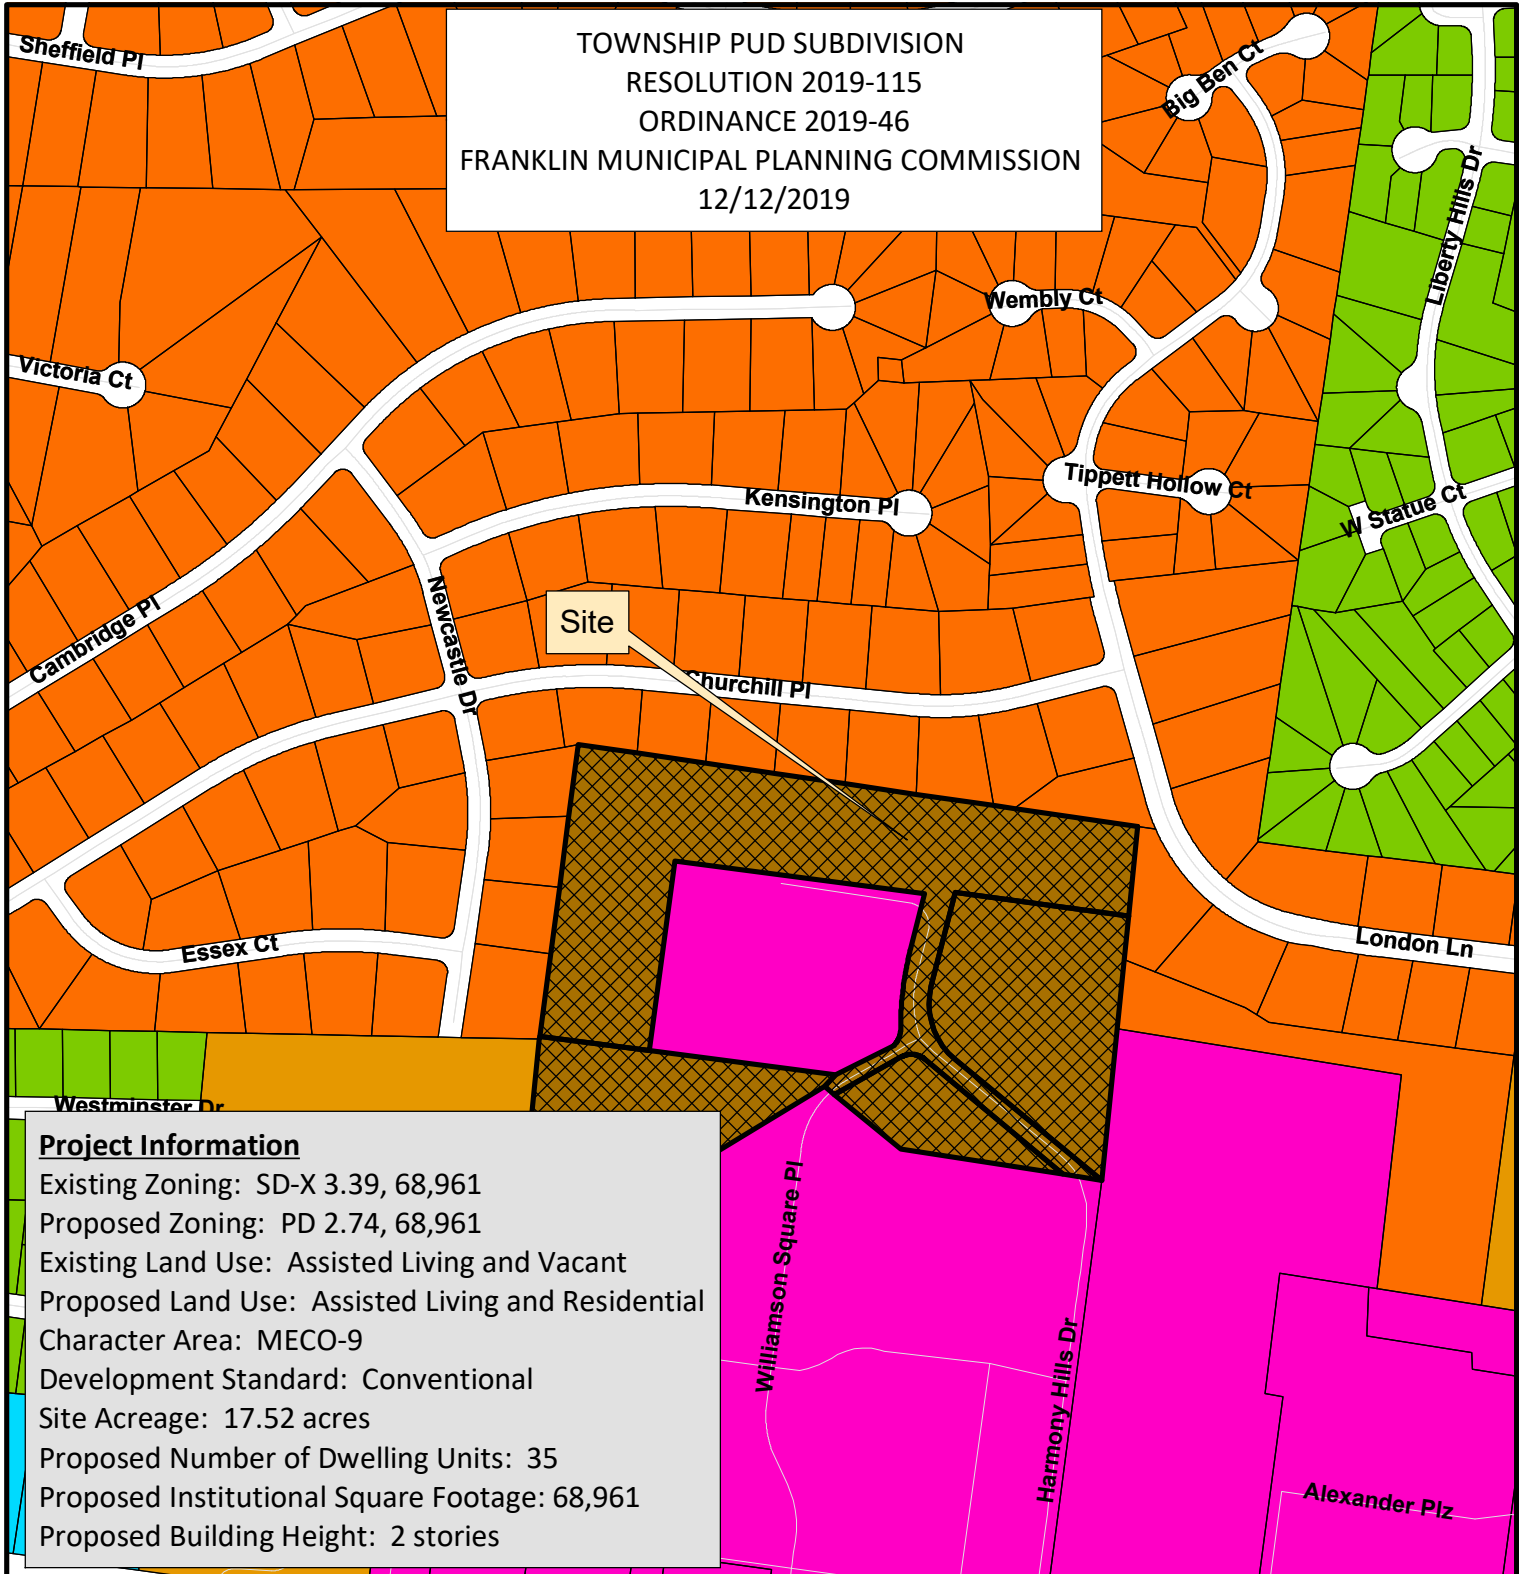 TOWNSHIP PUD SUBDIVISION
RESOLUTION 2019-115
ORDINANCE 2019-46
FRANKLIN MUNICIPAL PLANNING COMMISSION
12/12/2019
Sheffield Pl
Big Ben Ct
Liberty Hills Dr
Wembly Ct
Victoria Ct
Tippett Hollow Ct
Kensington Pl
W Statue Ct
Cambridge Pl
Newcastle Dr
Site
Churchill Pl
Essex Ct
London Ln
Westminster Dr
Project Information
Existing Zoning: SD-X 3.39, 68,961
Proposed Zoning: PD 2.74, 68,961
Existing Land Use: Assisted Living and Vacant
Proposed Land Use: Assisted Living and Residential
Character Area: MECO-9
Development Standard: Conventional
Site Acreage: 17.52 acres
Proposed Number of Dwelling Units: 35
Proposed Institutional Square Footage: 68,961
Proposed Building Height: 2 stories
Williamson Square Pl
Harmony Hills Dr
Alexander Plz